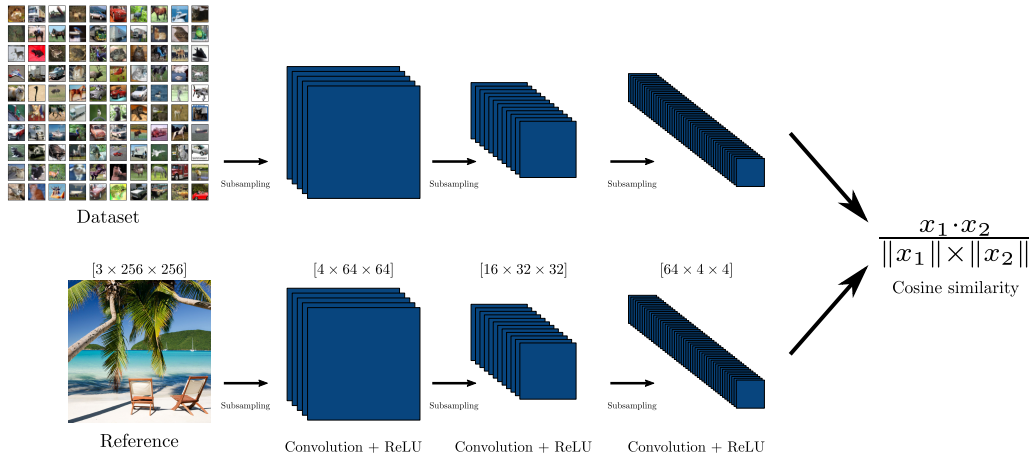 Subsampling
Subsampling
Subsampling
Dataset
x₁·x₂
‖x₁‖×‖x₂‖
Cosine similarity
[3 × 256 × 256]
[4 × 64 × 64]
[16 × 32 × 32]
[64 × 4 × 4]
Subsampling
Subsampling
Subsampling
Reference
Convolution + ReLU
Convolution + ReLU
Convolution + ReLU